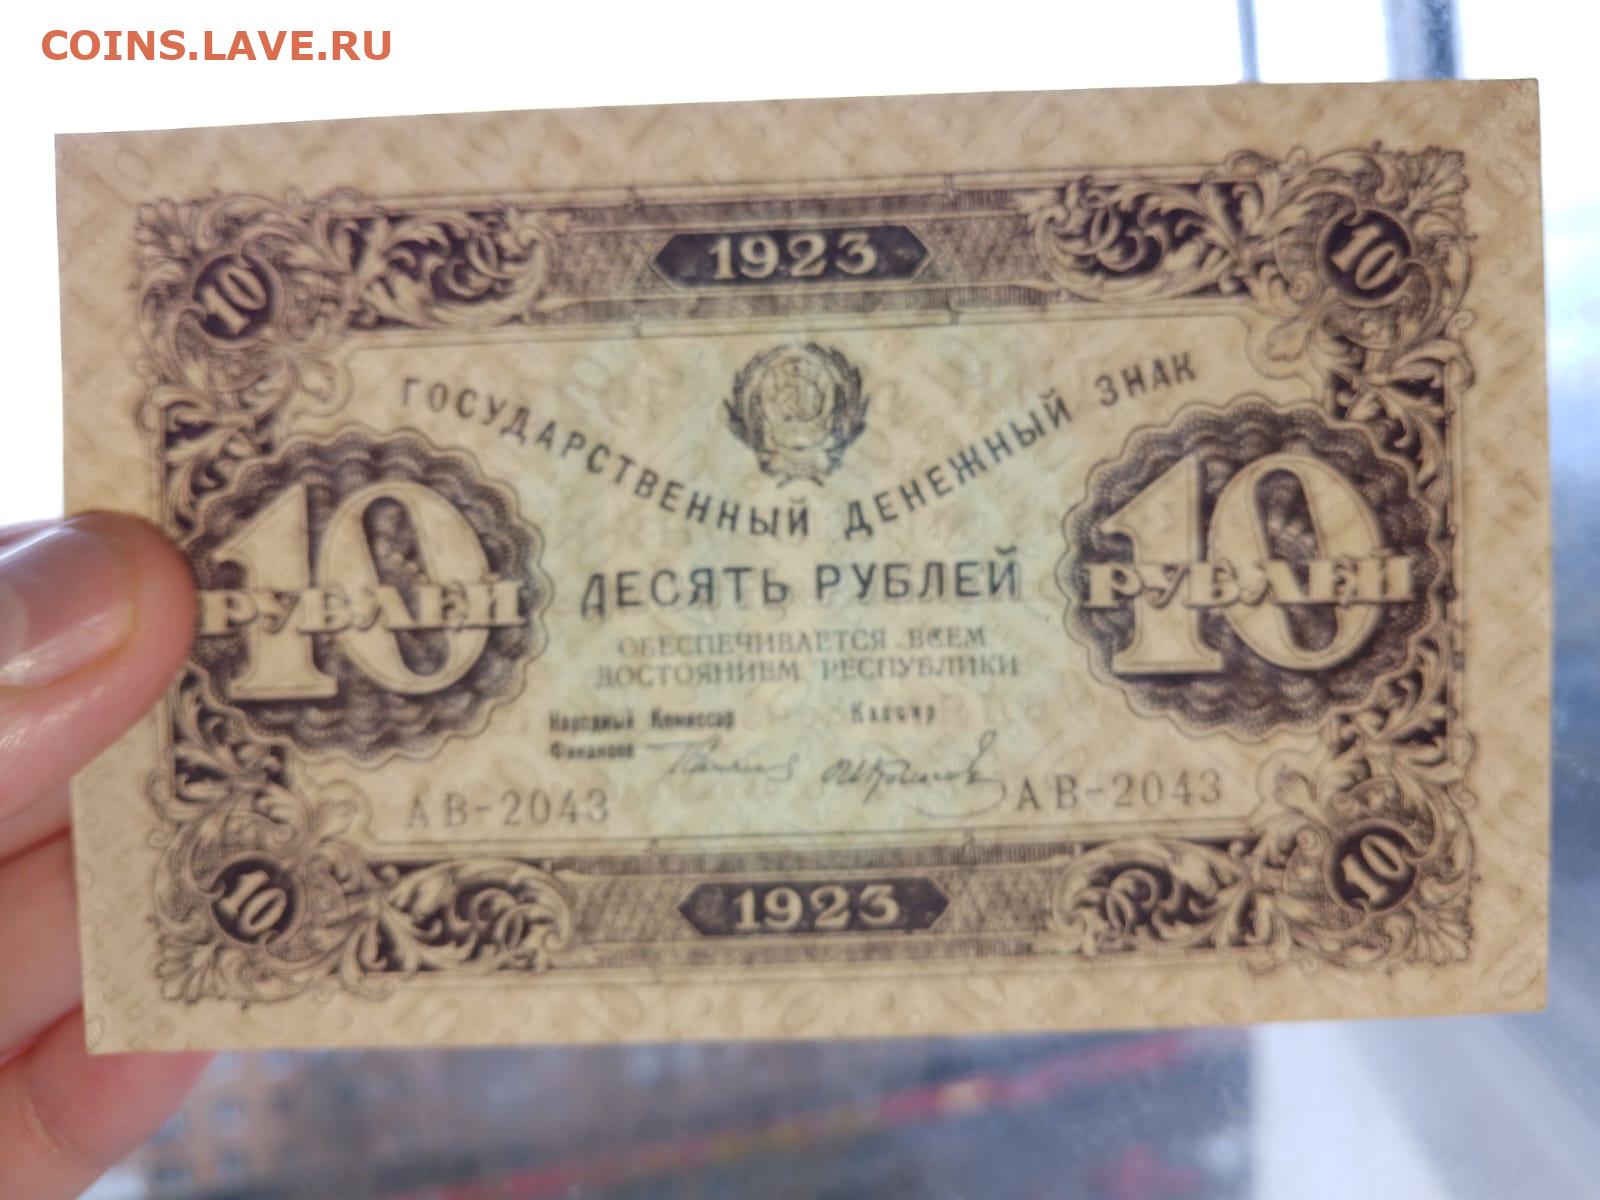 COINS.LAVE.RU
1923
10 10
ГОСУДАРСТВЕННЫЙ ДЕНЕЖНЫЙ ЗНАК
10 РУБЛЕЙ
10 РУБЛЕЙ
ДЕСЯТЬ РУБЛЕЙ
ОБЕСПЕЧИВАЕТСЯ ВСЕМ
ДОСТОЯНИЕМ РЕСПУБЛИКИ
Народный Комиссар
Финансов
Кассир
АВ-2043 АВ-2043
10 10
1923